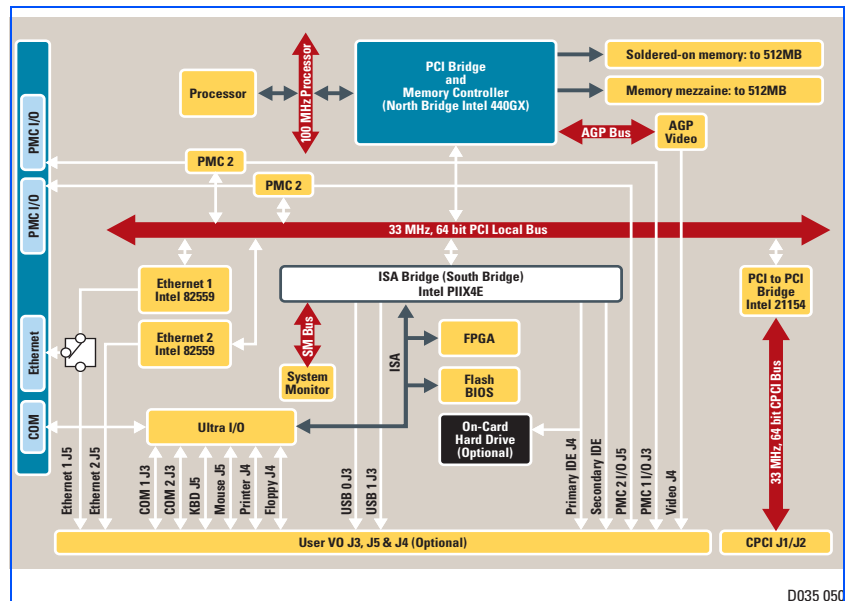 PCI Bridge
and
Memory Controller
(North Bridge Intel 440GX)
Soldered-on memory: to 512MB
Memory mezzaine: to 512MB
Processor
100 MHz Processor
AGP Bus
AGP
Video
PMC I/O
PMC I/O
PMC 2
PMC 2
33 MHz, 64 bit PCI Local Bus
Ethernet 1
Intel 82559
Ethernet 2
Intel 82559
ISA Bridge (South Bridge)
Intel PIIX4E
PCI to PCI
Bridge
Intel 21154
Ethernet
COM
SM Bus
System
Monitor
ISA
FPGA
Flash
BIOS
On-Card
Hard Drive
(Optional)
Ultra I/O
33 MHz, 64 bit CPCI Bus
Ethernet 1 J5
Ethernet 2 J5
COM 1 J3
COM 2 J3
KBD J5
Mouse J5
Printer J4
Floppy J4
USB 0 J3
USB 1 J3
Primary IDE J4
Secondary IDE
PMC 2 I/O J5
PMC 1 I/O J3
Video J4
User VO J3, J5 & J4 (Optional)
CPCI J1/J2
D035 050